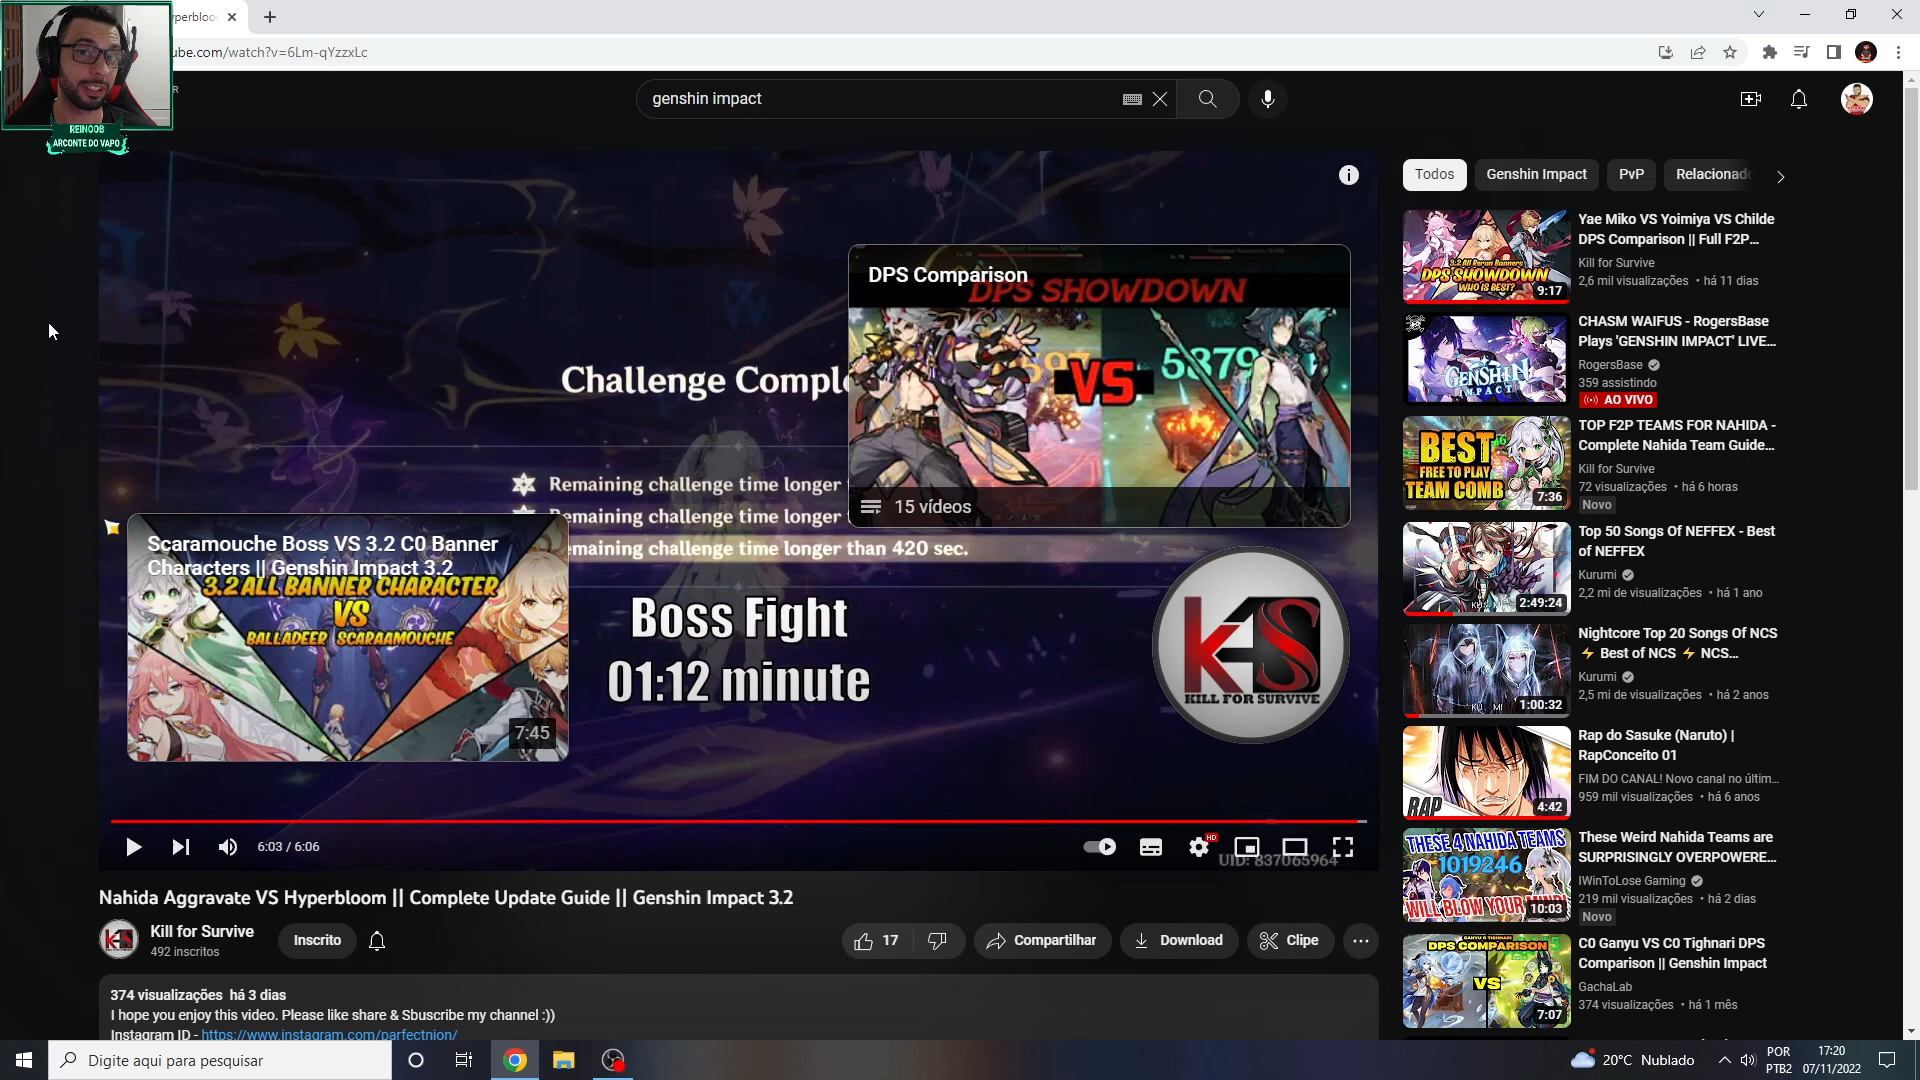 yperbloo
ube.com/watch?v=6Lm-qYzzxLc
REINOOB
ARCONTE DO VAPO
R
genshin impact
Challenge Comple
Remaining challenge time longer
Remaining challenge time longer
emaining challenge time longer than 420 sec.
Boss Fight
01:12 minute
DPS Comparison
DPS SHOWDOWN
VS
5879
15 vídeos
Scaramouche Boss VS 3.2 C0 Banner
Characters || Genshin Impact 3.2
3.2 ALL BANNER CHARACTER
VS
BALLADEER SCARAAMOUCHE
7:45
KS
KILL FOR SURVIVE
6:03 / 6:06
HD
UID: 837065964
Nahida Aggravate VS Hyperbloom || Complete Update Guide || Genshin Impact 3.2
Kill for Survive
492 inscritos
Inscrito
17
Compartilhar
Download
Clipe
374 visualizações há 3 dias
I hope you enjoy this video. Please like share & Sbuscribe my channel :))
Instagram ID - https://www.instagram.com/parfectnion/
Todos
Genshin Impact
PvP
Relacionado
3.2 All Rerun Banners
DPS SHOWDOWN
WHO IS BEST?
9:17
Yae Miko VS Yoimiya VS Childe
DPS Comparison || Full F2P...
Kill for Survive
2,6 mil visualizações • há 11 dias
GENSHIN
IMPACT
CHASM WAIFUS - RogersBase
Plays 'GENSHIN IMPACT' LIVE...
RogersBase
359 assistindo
AO VIVO
BEST
FREE TO PLAY
TEAM COMB
7:36
TOP F2P TEAMS FOR NAHIDA -
Complete Nahida Team Guide...
Kill for Survive
72 visualizações • há 6 horas
Novo
2:49:24
Top 50 Songs Of NEFFEX - Best
of NEFFEX
Kurumi
2,2 mi de visualizações • há 1 ano
1:00:32
Nightcore Top 20 Songs Of NCS
⚡ Best of NCS ⚡ NCS...
Kurumi
2,5 mi de visualizações • há 2 anos
RAP
4:42
Rap do Sasuke (Naruto) |
RapConceito 01
FIM DO CANAL! Novo canal no últim...
959 mil visualizações • há 6 anos
THESE 4 NAHIDA TEAMS
1019246
WILL BLOW YOUR MIND!
10:03
These Weird Nahida Teams are
SURPRISINGLY OVERPOWERE...
IWinToLose Gaming
219 mil visualizações • há 2 dias
Novo
DPS COMPARISON
VS
7:07
C0 Ganyu VS C0 Tighnari DPS
Comparison || Genshin Impact
GachaLab
374 visualizações • há 1 mês
Digite aqui para pesquisar
20°C Nublado
POR
PTB2
17:20
07/11/2022